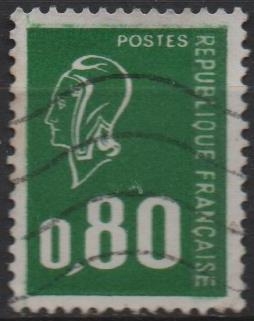 POSTES
REPUBLIQUE FRANÇAISE
0,80